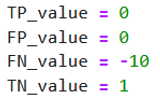 TP_value = 0
FP_value = 0
FN_value = -10
TN_value = 1